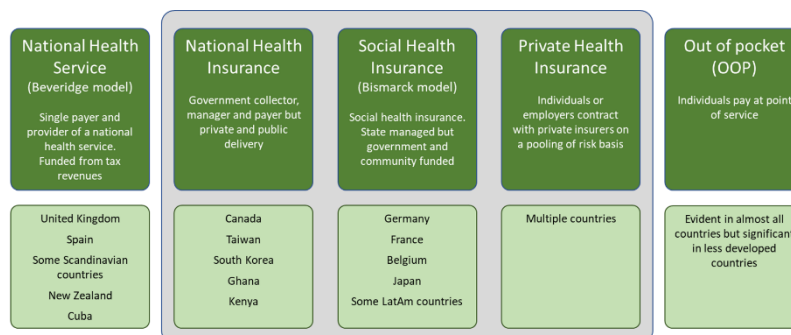 National Health
Service
(Beveridge model)
Single payer and
provider of a national
health service.
Funded from tax
revenues
National Health
Insurance
Government collector,
manager and payer but
private and public
delivery
Social Health
Insurance
(Bismarck model)
Social health insurance.
State managed but
government and
community funded
Private Health
Insurance
Individuals or
employers contract
with private insurers on
a pooling of risk basis
Out of pocket
(OOP)
Individuals pay at point
of service
United Kingdom
Spain
Some Scandinavian
countries
New Zealand
Cuba
Canada
Taiwan
South Korea
Ghana
Kenya
Germany
France
Belgium
Japan
Some LatAm countries
Multiple countries
Evident in almost all
countries but significant
in less developed
countries